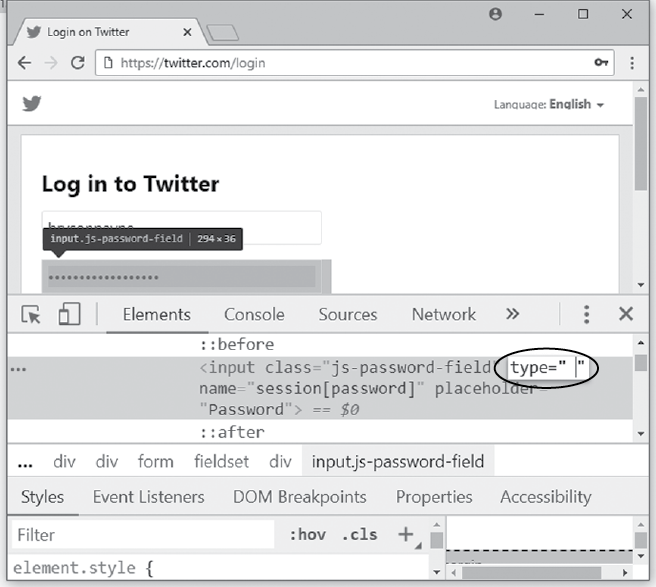 Login on Twitter
https://twitter.com/login
Language: English
Log in to Twitter
input.js-password-field | 294 × 36
••••••••••••••••••
Elements Console Sources Network »
::before
... <input class="js-password-field" type=" "
name="session[password]" placeholder=
"Password"> == $0
::after
... div div form fieldset div input.js-password-field
Styles Event Listeners DOM Breakpoints Properties Accessibility
Filter :hov .cls +
element.style {